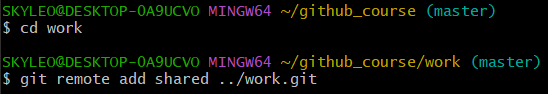 SKYLEO@DESKTOP-0A9UCVO MINGW64 ~/github_course (master)
$ cd work
SKYLEO@DESKTOP-0A9UCVO MINGW64 ~/github_course/work (master)
$ git remote add shared ../work.git